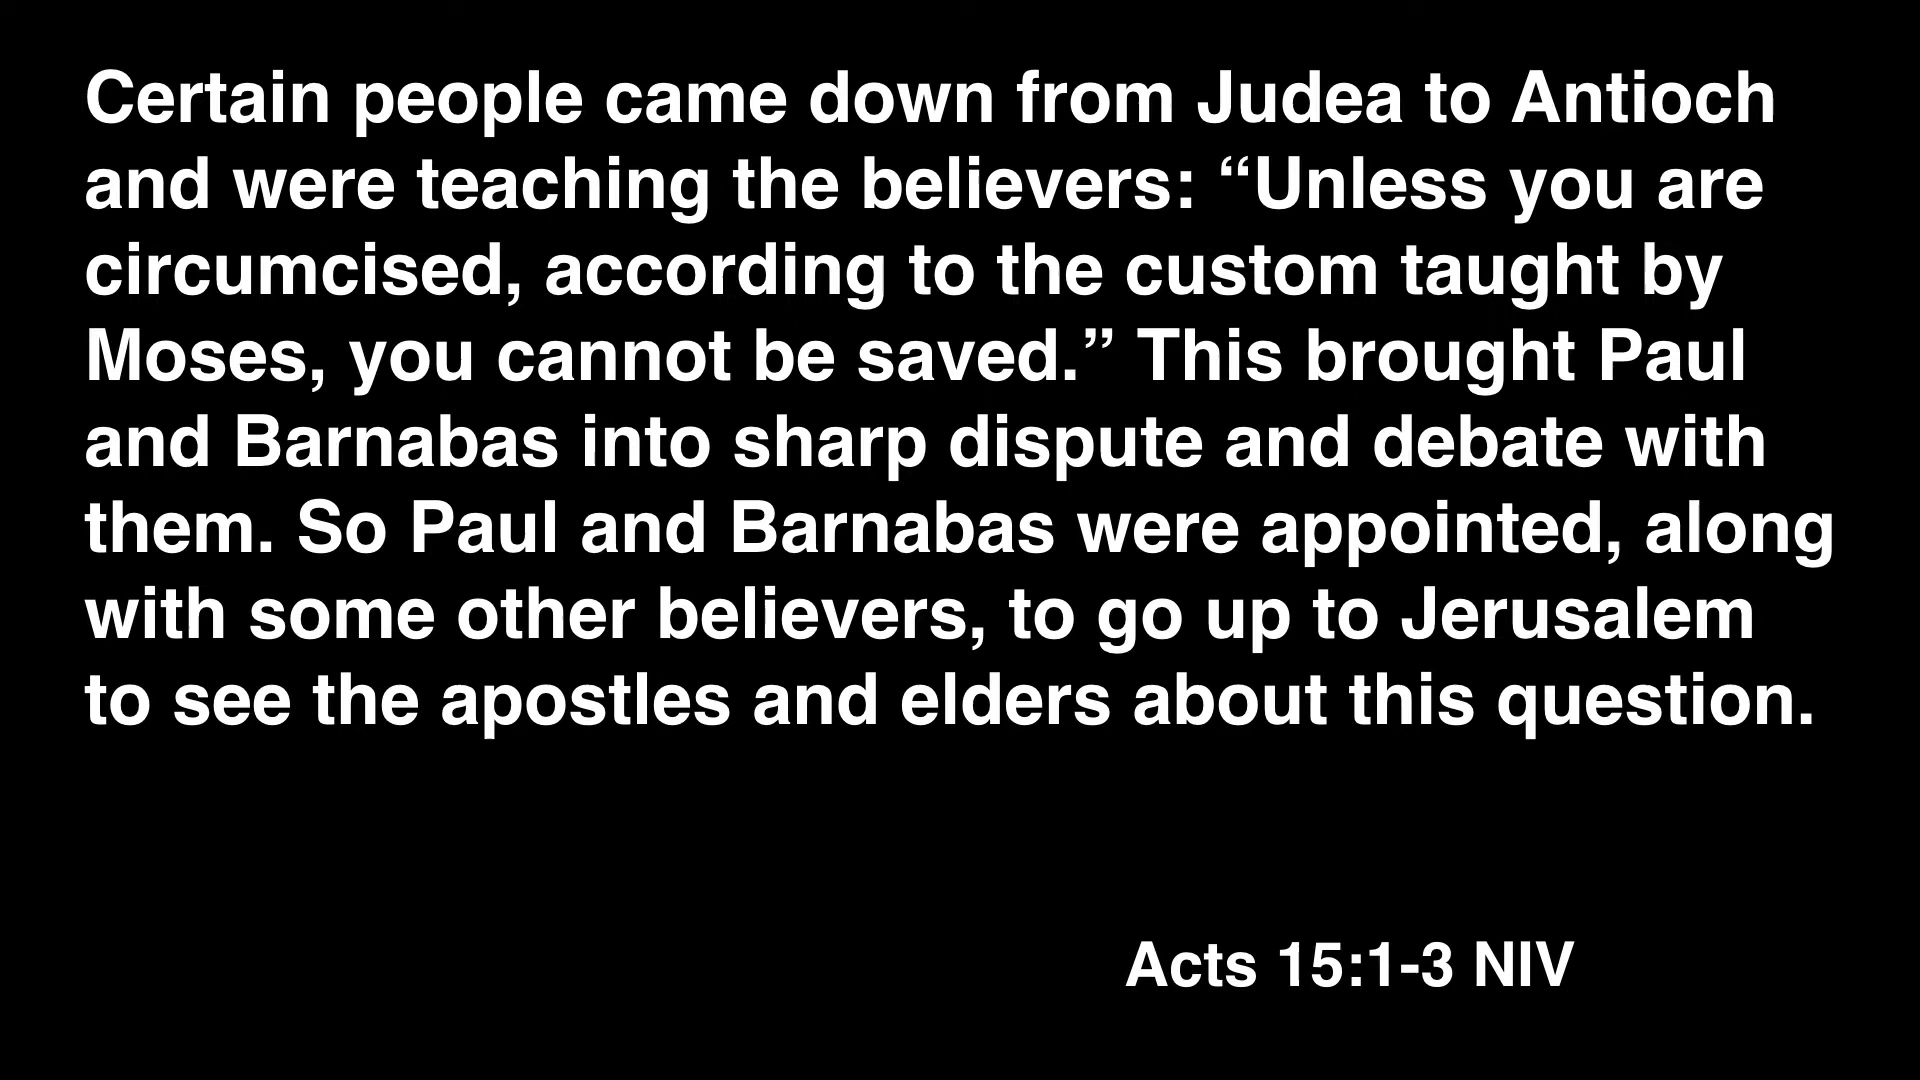 Certain people came down from Judea to Antioch
and were teaching the believers: “Unless you are
circumcised, according to the custom taught by
Moses, you cannot be saved.” This brought Paul
and Barnabas into sharp dispute and debate with
them. So Paul and Barnabas were appointed, along
with some other believers, to go up to Jerusalem
to see the apostles and elders about this question.
Acts 15:1-3 NIV